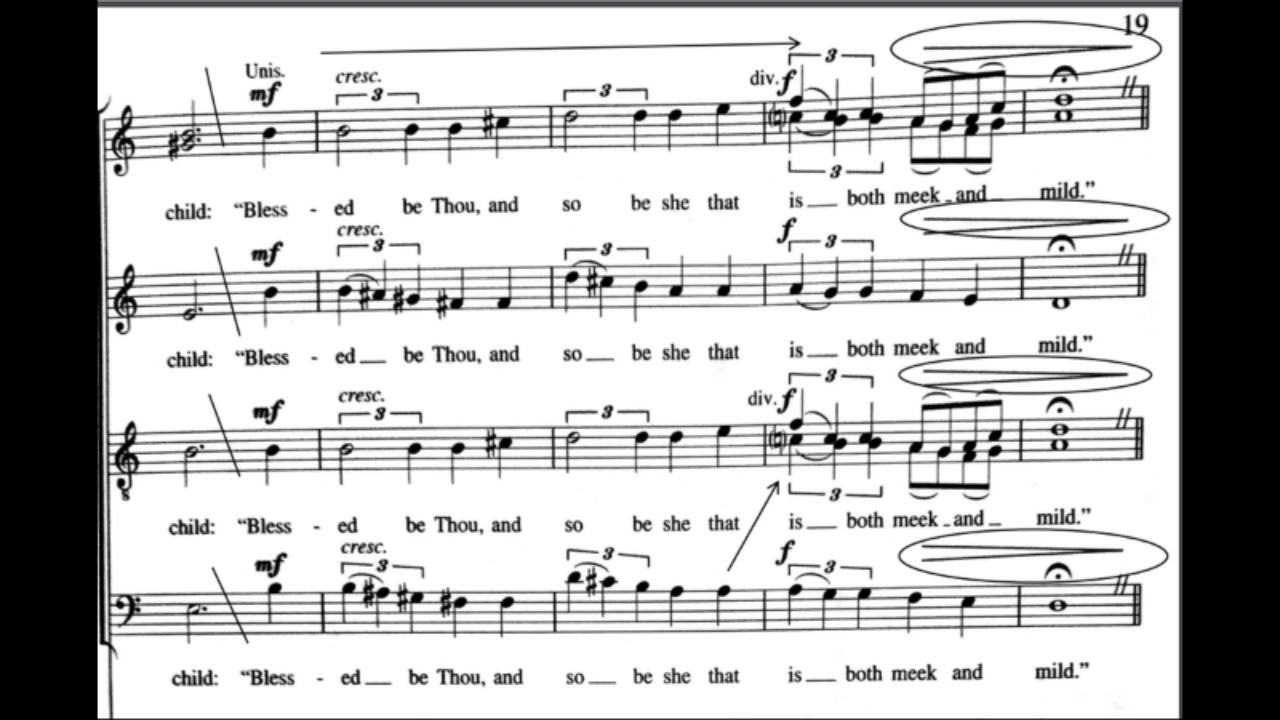 19
Unis.
mf
cresc.
3
3
div. f
3
3
child: “Bless - ed be Thou, and so be she that is both meek and mild.”
mf
cresc.
3
3
f
3
child: “Bless - ed be Thou, and so be she that is both meek and mild.”
mf
cresc.
3
3
div. f
3
3
8
child: “Bless - ed be Thou, and so be she that is both meek - and mild.”
mf
cresc.
3
3
f
3
child: “Bless - ed be Thou, and so be she that is both meek and mild.”